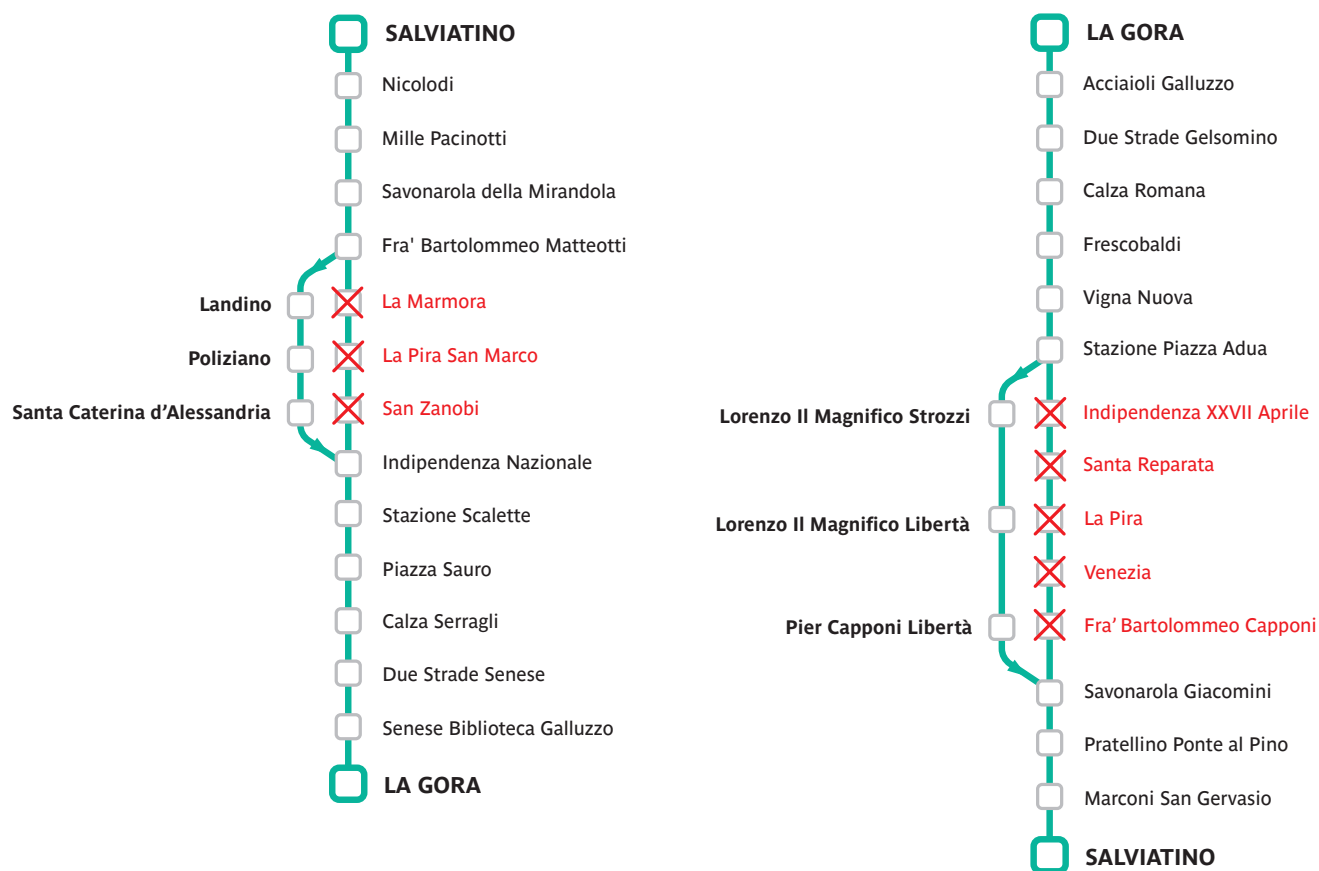 SALVIATINO
Nicolodi
Mille Pacinotti
Savonarola della Mirandola
Fra' Bartolommeo Matteotti
Landino
La Marmora
Poliziano
La Pira San Marco
Santa Caterina d’Alessandria
San Zanobi
Indipendenza Nazionale
Stazione Scalette
Piazza Sauro
Calza Serragli
Due Strade Senese
Senese Biblioteca Galluzzo
LA GORA
LA GORA
Acciaioli Galluzzo
Due Strade Gelsomino
Calza Romana
Frescobaldi
Vigna Nuova
Stazione Piazza Adua
Lorenzo Il Magnifico Strozzi
Indipendenza XXVII Aprile
Santa Reparata
Lorenzo Il Magnifico Libertà
La Pira
Venezia
Pier Capponi Libertà
Fra’ Bartolommeo Capponi
Savonarola Giacomini
Pratellino Ponte al Pino
Marconi San Gervasio
SALVIATINO